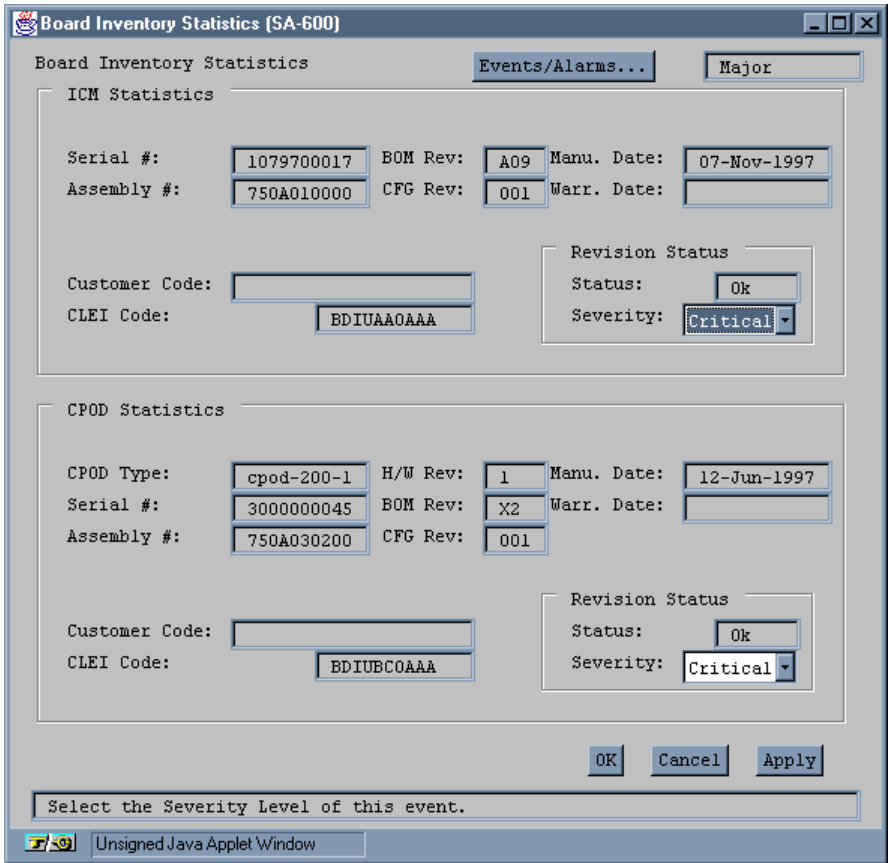 Board Inventory Statistics (SA-600)
Board Inventory Statistics Events/Alarms... Major
ICM Statistics
Serial #: 1079700017 BOM Rev: A09 Manu. Date: 07-Nov-1997
Assembly #: 750A010000 CFG Rev: 001 Warr. Date:
Revision Status
Customer Code: Status: Ok
CLEI Code: BDIUAA0AAA Severity: Critical
CPOD Statistics
CPOD Type: cpod-200-1 H/W Rev: 1 Manu. Date: 12-Jun-1997
Serial #: 3000000045 BOM Rev: X2 Warr. Date:
Assembly #: 750A030200 CFG Rev: 001
Revision Status
Customer Code: Status: Ok
CLEI Code: BDIUBC0AAA Severity: Critical
OK Cancel Apply
Select the Severity Level of this event.
Unsigned Java Applet Window